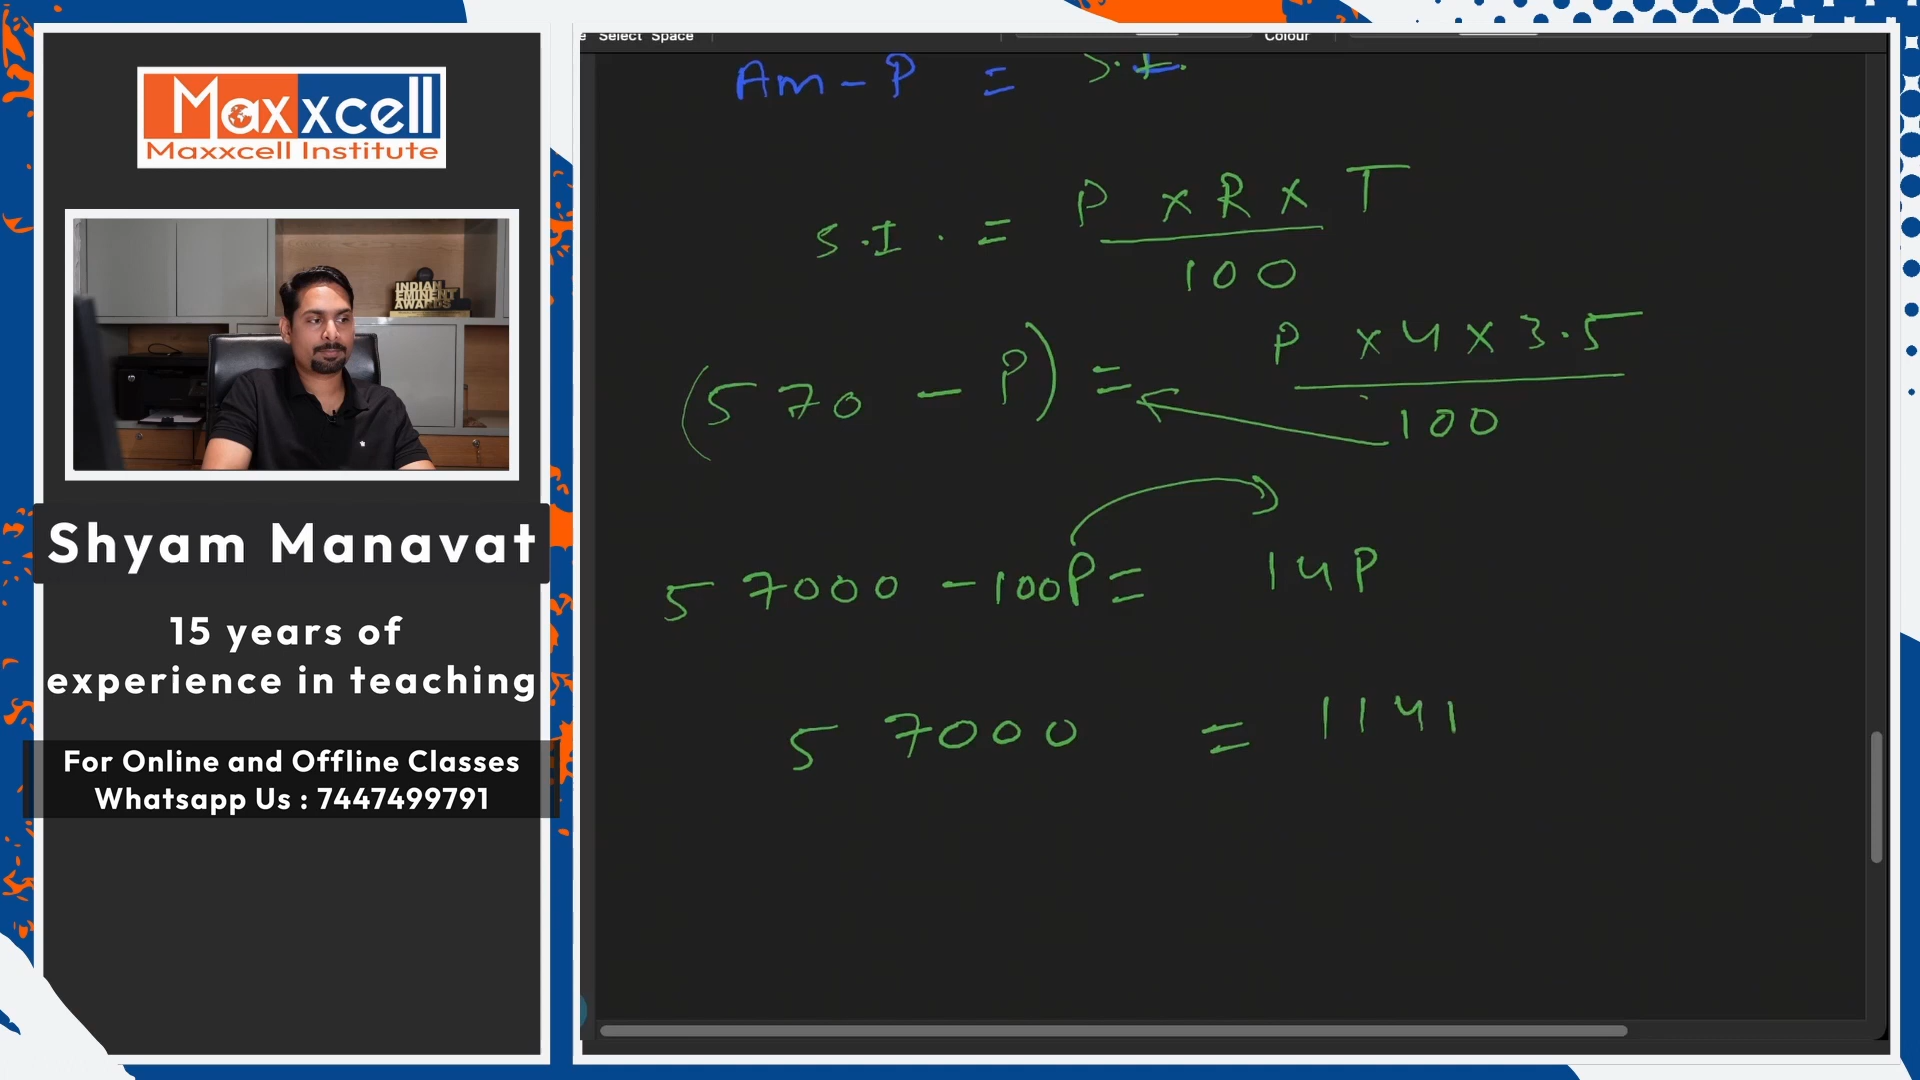 Select Space
Colour
Maxxcell
Maxxcell Institute
INDIAN
EMINENT
AWARDS
Shyam Manavat
15 years of
experience in teaching
For Online and Offline Classes
Whatsapp Us : 7447499791
Am - P = S.I.
S.I. = P × R × T
100
(570 - P) = P × 4 × 3.5
100
57000 - 100P = 14P
57000 = 114